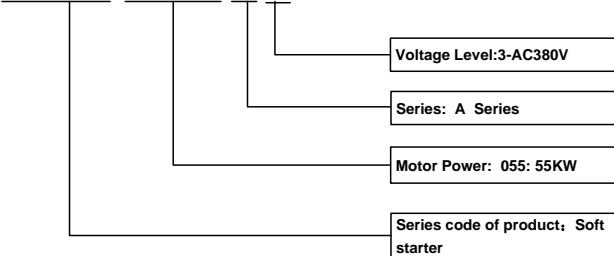 Voltage Level:3-AC380V
Series: A Series
Motor Power: 055: 55KW
Series code of product：Soft
starter